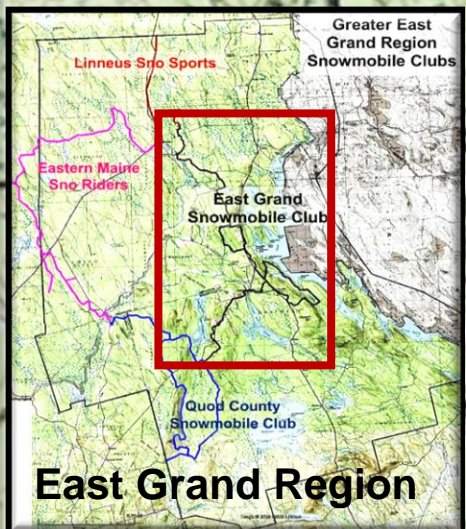 Greater East
Grand Region
Snowmobile Clubs
Linneus Sno Sports
Eastern Maine
Sno Riders
East Grand
Snowmobile Club
Quod County
Snowmobile Club
East Grand Region